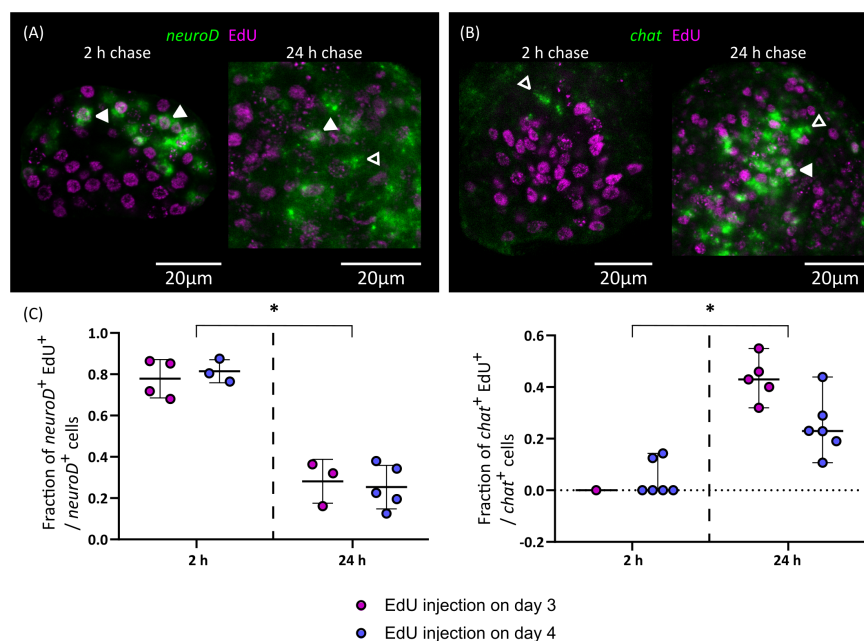 (A)
neuroD EdU
2 h chase 24 h chase
20µm 20µm
(B)
chat EdU
2 h chase 24 h chase
20µm 20µm
(C)
*
Fraction of neuroD⁺ EdU⁺
/ neuroD⁺ cells
1.0
0.8
0.6
0.4
0.2
0.0
2 h 24 h
*
Fraction of chat⁺ EdU⁺
/ chat⁺ cells
0.6
0.4
0.2
0.0
-0.2
2 h 24 h
EdU injection on day 3
EdU injection on day 4